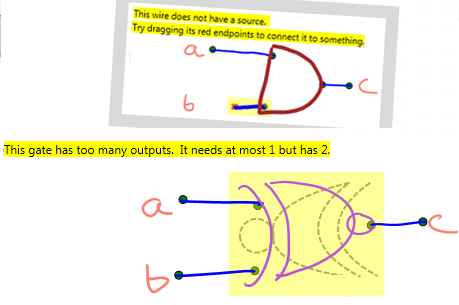 This wire does not have a source.
Try dragging its red endpoints to connect it to something.
a
c
b
This gate has too many outputs. It needs at most 1 but has 2.
a
c
b